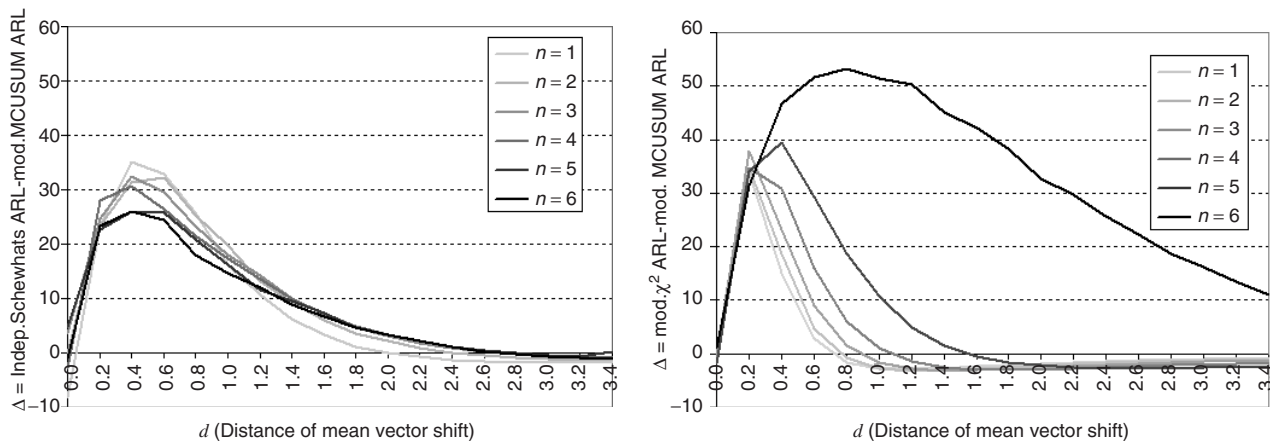 Δ = Indep.Schewhats ARL-mod.MCUSUM ARL
60
50
40
30
20
10
0
−10
0.0 0.2 0.4 0.6 0.8 1.0 1.2 1.4 1.6 1.8 2.0 2.2 2.4 2.6 2.8 3.0 3.2 3.4
n = 1
n = 2
n = 3
n = 4
n = 5
n = 6
d (Distance of mean vector shift)
Δ = mod.χ² ARL-mod. MCUSUM ARL
60
50
40
30
20
10
0
−10
0.0 0.2 0.4 0.6 0.8 1.0 1.2 1.4 1.6 1.8 2.0 2.2 2.4 2.6 2.8 3.0 3.2 3.4
n = 1
n = 2
n = 3
n = 4
n = 5
n = 6
d (Distance of mean vector shift)